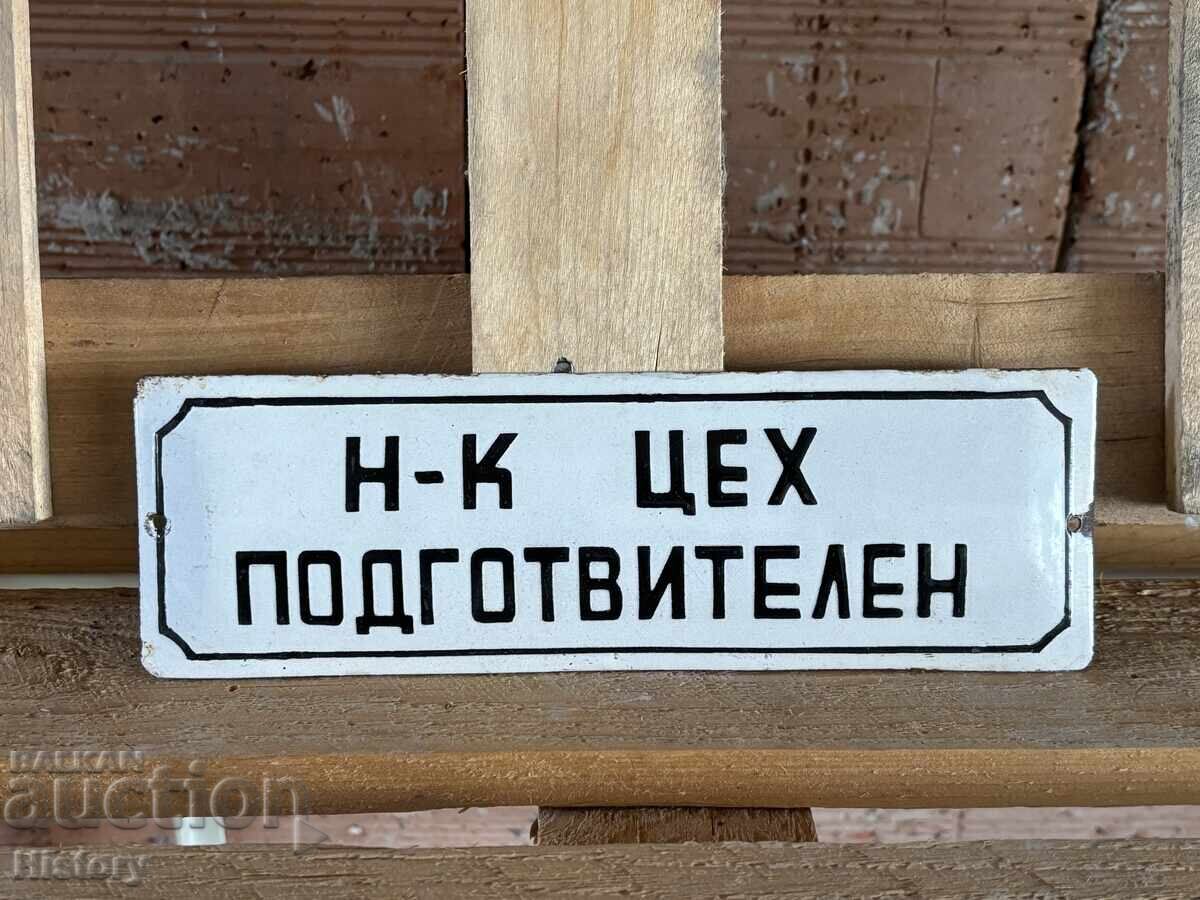 Н-К ЦЕХ
ПОДГОТВИТЕЛЕН
BALKAN
auction
History